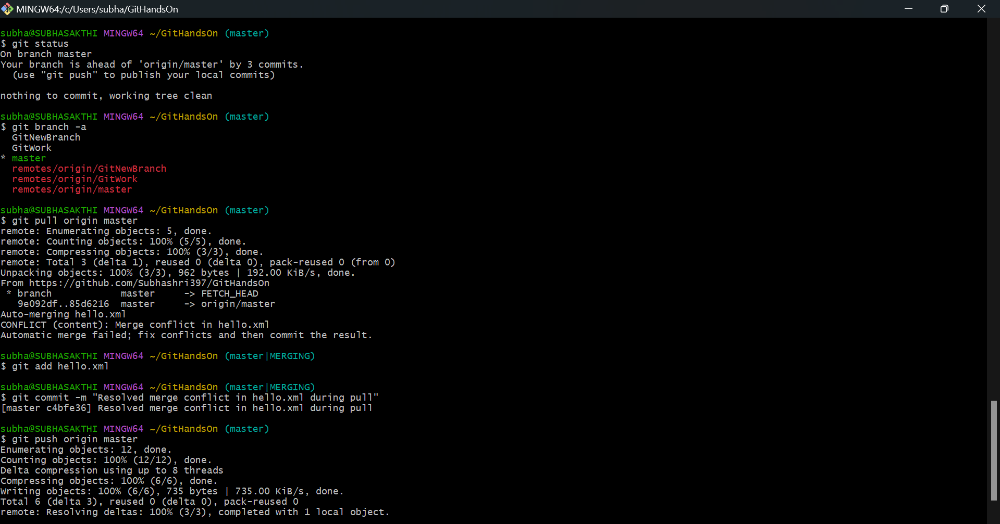 MINGW64:/c/Users/subha/GitHandsOn
subha@SUBHASAKTHI MINGW64 ~/GitHandsOn (master)
$ git status
On branch master
Your branch is ahead of 'origin/master' by 3 commits.
  (use "git push" to publish your local commits)
nothing to commit, working tree clean
subha@SUBHASAKTHI MINGW64 ~/GitHandsOn (master)
$ git branch -a
  GitNewBranch
  GitWork
* master
  remotes/origin/GitNewBranch
  remotes/origin/GitWork
  remotes/origin/master
subha@SUBHASAKTHI MINGW64 ~/GitHandsOn (master)
$ git pull origin master
remote: Enumerating objects: 5, done.
remote: Counting objects: 100% (5/5), done.
remote: Compressing objects: 100% (3/3), done.
remote: Total 3 (delta 1), reused 0 (delta 0), pack-reused 0 (from 0)
Unpacking objects: 100% (3/3), 962 bytes | 192.00 KiB/s, done.
From https://github.com/Subhashri397/GitHandsOn
 * branch            master     -> FETCH_HEAD
   9e092df..85d6216  master     -> origin/master
Auto-merging hello.xml
CONFLICT (content): Merge conflict in hello.xml
Automatic merge failed; fix conflicts and then commit the result.
subha@SUBHASAKTHI MINGW64 ~/GitHandsOn (master|MERGING)
$ git add hello.xml
subha@SUBHASAKTHI MINGW64 ~/GitHandsOn (master|MERGING)
$ git commit -m "Resolved merge conflict in hello.xml during pull"
[master c4bfe36] Resolved merge conflict in hello.xml during pull
subha@SUBHASAKTHI MINGW64 ~/GitHandsOn (master)
$ git push origin master
Enumerating objects: 12, done.
Counting objects: 100% (12/12), done.
Delta compression using up to 8 threads
Compressing objects: 100% (6/6), done.
Writing objects: 100% (6/6), 735 bytes | 735.00 KiB/s, done.
Total 6 (delta 3), reused 0 (delta 0), pack-reused 0
remote: Resolving deltas: 100% (3/3), completed with 1 local object.